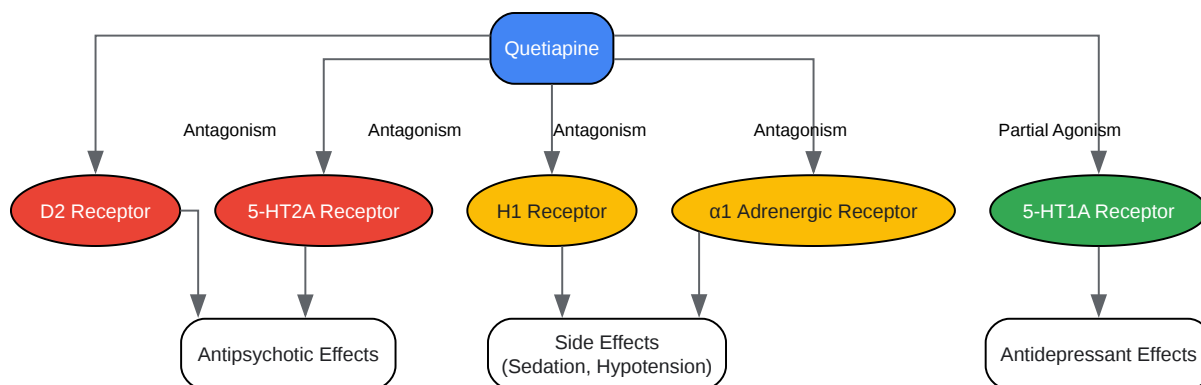 Quetiapine
Antagonism
Antagonism
Antagonism
Antagonism
Partial Agonism
D2 Receptor
5-HT2A Receptor
H1 Receptor
α1 Adrenergic Receptor
5-HT1A Receptor
Antipsychotic Effects
Side Effects
(Sedation, Hypotension)
Antidepressant Effects